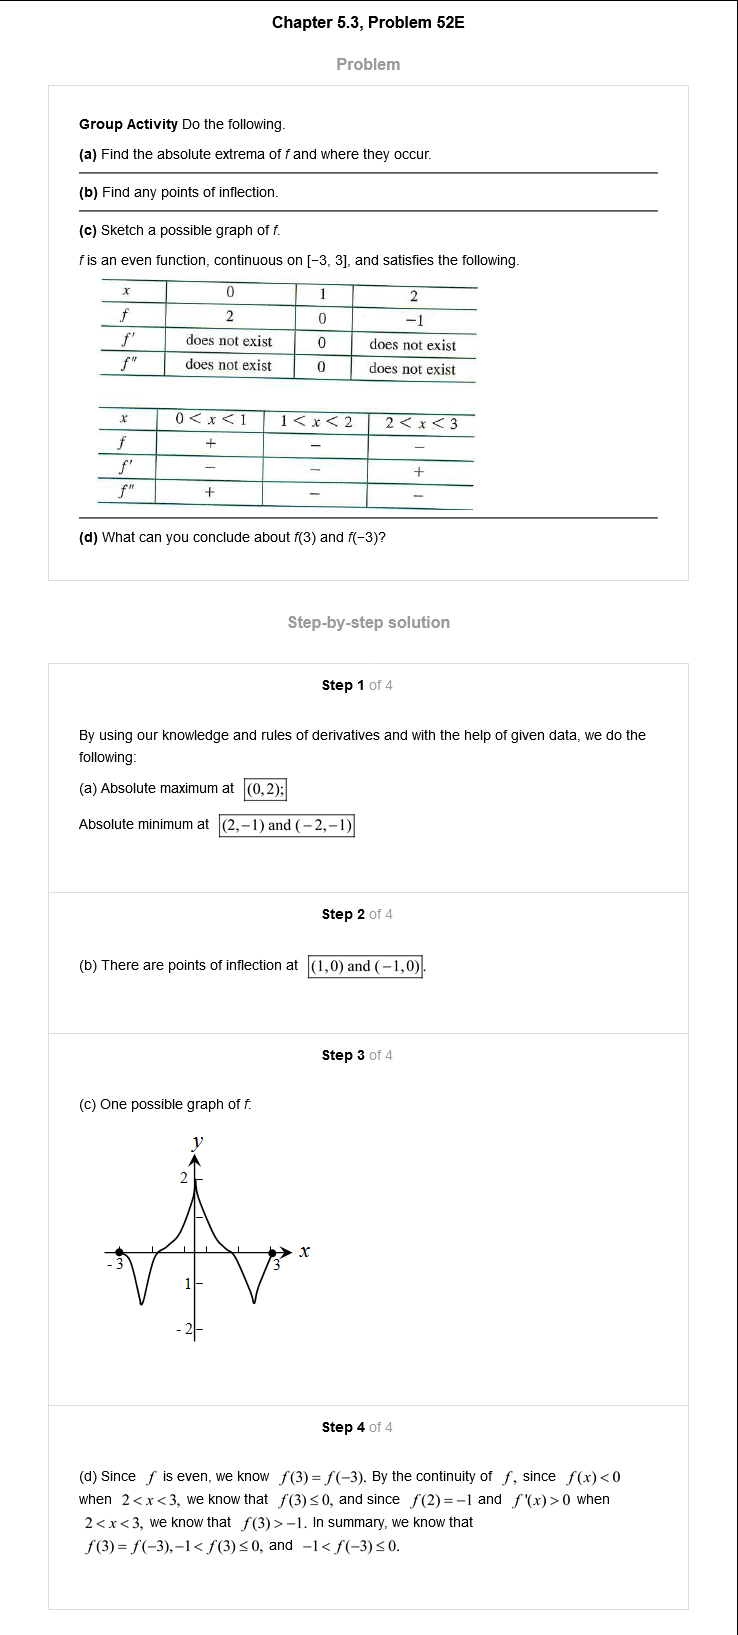 Chapter 5.3, Problem 52E
Problem
Group Activity Do the following.
(a) Find the absolute extrema of f and where they occur.
(b) Find any points of inflection.
(c) Sketch a possible graph of f.
f is an even function, continuous on [−3, 3], and satisfies the following.
x 0 1 2
f 2 0 −1
f' does not exist 0 does not exist
f" does not exist 0 does not exist
x 0 < x < 1 1 < x < 2 2 < x < 3
f + − −
f' − − +
f" + − −
(d) What can you conclude about f(3) and f(−3)?
Step-by-step solution
Step 1 of 4
By using our knowledge and rules of derivatives and with the help of given data, we do the
following:
(a) Absolute maximum at (0,2);
Absolute minimum at (2,−1) and (−2,−1)
Step 2 of 4
(b) There are points of inflection at (1,0) and (−1,0).
Step 3 of 4
(c) One possible graph of f.
y
2
x
- 3
3
1
- 2
Step 4 of 4
(d) Since f is even, we know f(3) = f(−3). By the continuity of f, since f(x) < 0
when 2 < x < 3, we know that f(3) ≤ 0, and since f(2) = −1 and f'(x) > 0 when
2 < x < 3, we know that f(3) > −1. In summary, we know that
f(3) = f(−3), −1 < f(3) ≤ 0, and −1 < f(−3) ≤ 0.